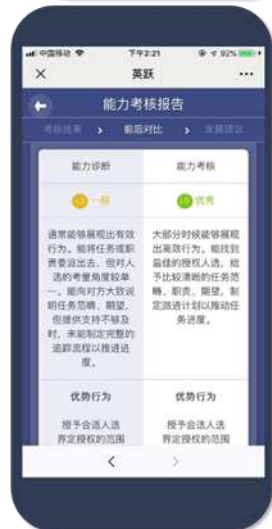 中国移动
下午2:21
92%
英跃
能力考核报告
考核结果 > 前后对比 > 发展建议
能力诊断
一般
通常能够展现出有效
行为。能将任务或职
责委派出去，但对人
选的考量角度较单
一。能向对方大致说
明任务范畴、期望，
但提供支持不够及
时，未能制定完整的
追踪流程以推进进
度。
优势行为
授予合适人选
界定授权的范围
能力考核
优秀
大部分时候能够展现
出高效行为。能找到
最佳的授权人选，给
予比较清晰的任务范
畴、职责、期望，制
定跟进计划以推动任
务进度。
优势行为
授予合适人选
界定授权的范围